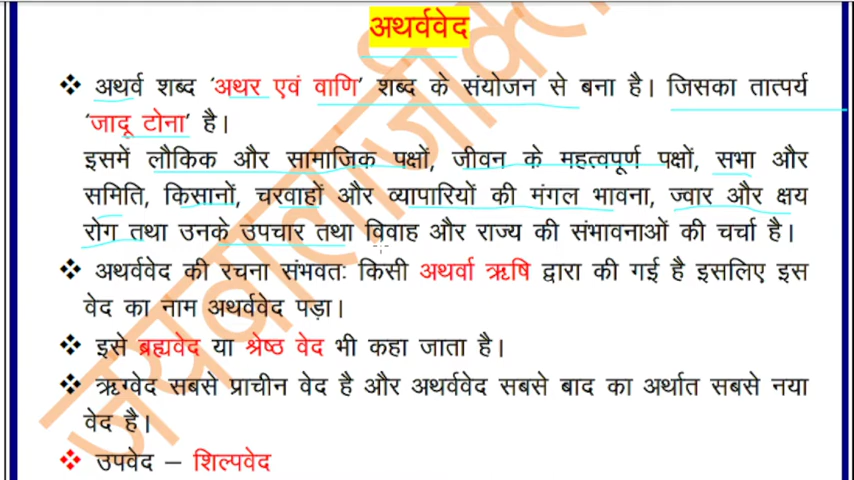 अथर्ववेद
❖ अथर्व शब्द 'अथर एवं वाणि' शब्द के संयोजन से बना है। जिसका तात्पर्य
'जादू टोना' है।
इसमें लौकिक और सामाजिक पक्षों, जीवन के महत्वपूर्ण पक्षों, सभा और
समिति, किसानों, चरवाहों और व्यापारियों की मंगल भावना, ज्वार और क्षय
रोग तथा उनके उपचार तथा विवाह और राज्य की संभावनाओं की चर्चा है।
❖ अथर्ववेद की रचना संभवतः किसी अथर्वा ऋषि द्वारा की गई है इसलिए इस
वेद का नाम अथर्ववेद पड़ा।
❖ इसे ब्रह्मवेद या श्रेष्ठ वेद भी कहा जाता है।
❖ ऋग्वेद सबसे प्राचीन वेद है और अथर्ववेद सबसे बाद का अर्थात सबसे नया
वेद है।
❖ उपवेद – शिल्पवेद